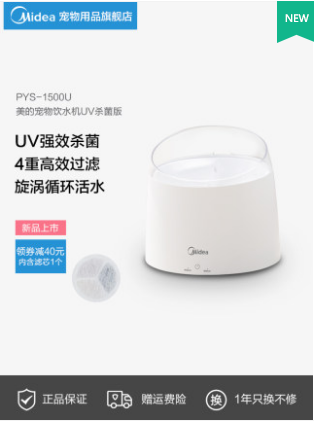 Midea 宠物用品旗舰店
NEW
PYS-1500U
美的宠物饮水机UV杀菌版
UV强效杀菌
4重高效过滤
旋涡循环活水
新品上市
领券减40元
内含滤芯1个
Midea
正品保证
赠运费险
换
1年只换不修